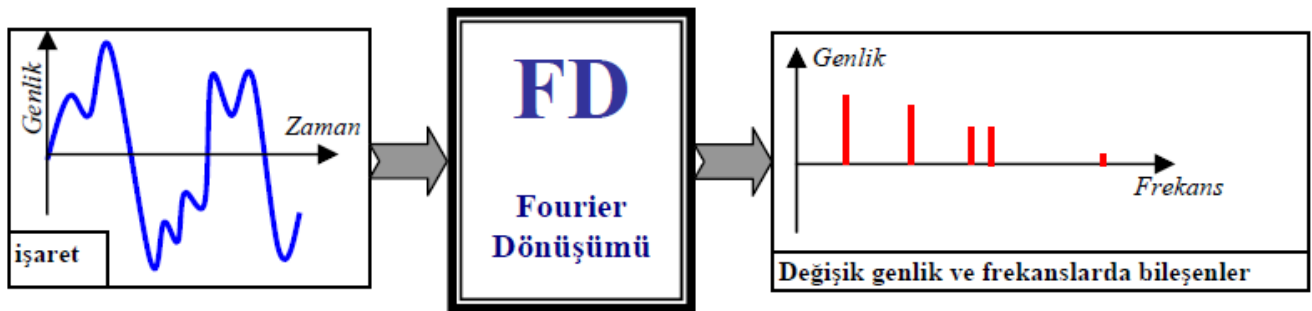 Genlik
Zaman
işaret
FD
Fourier
Dönüşümü
Genlik
Frekans
Değişik genlik ve frekanslarda bileşenler